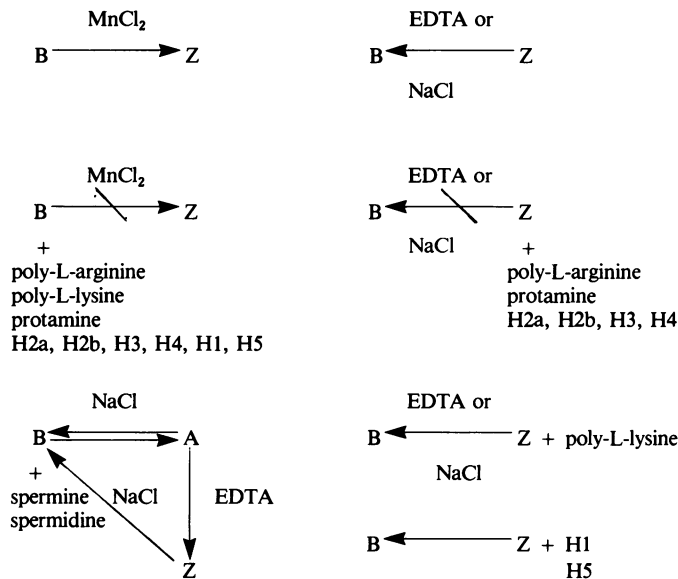 MnCl₂
B Z
EDTA or
B Z
NaCl
MnCl₂
B Z
+
poly-L-arginine
poly-L-lysine
protamine
H2a, H2b, H3, H4, H1, H5
EDTA or
B Z
NaCl +
poly-L-arginine
protamine
H2a, H2b, H3, H4
NaCl
B A
+
spermine NaCl EDTA
spermidine
Z
EDTA or
B Z + poly-L-lysine
NaCl
B Z + H1
H5